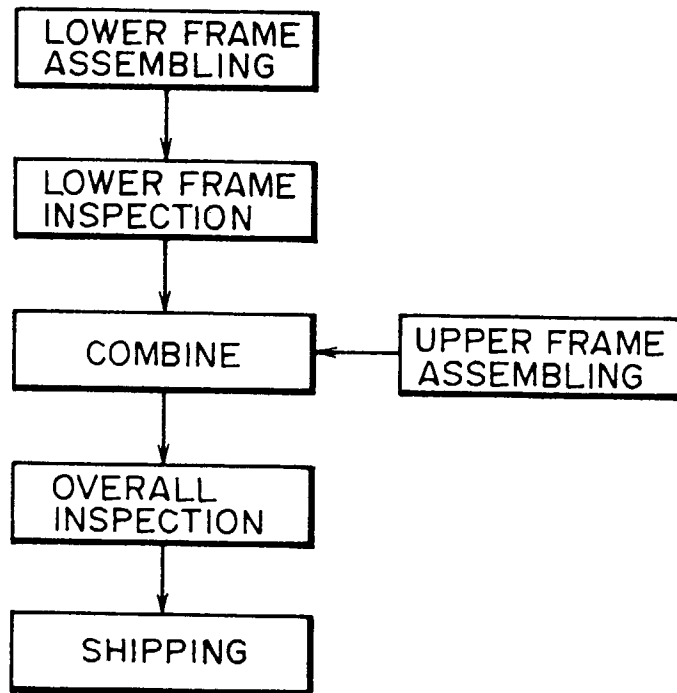 LOWER FRAME
ASSEMBLING
LOWER FRAME
INSPECTION
COMBINE
UPPER FRAME
ASSEMBLING
OVERALL
INSPECTION
SHIPPING